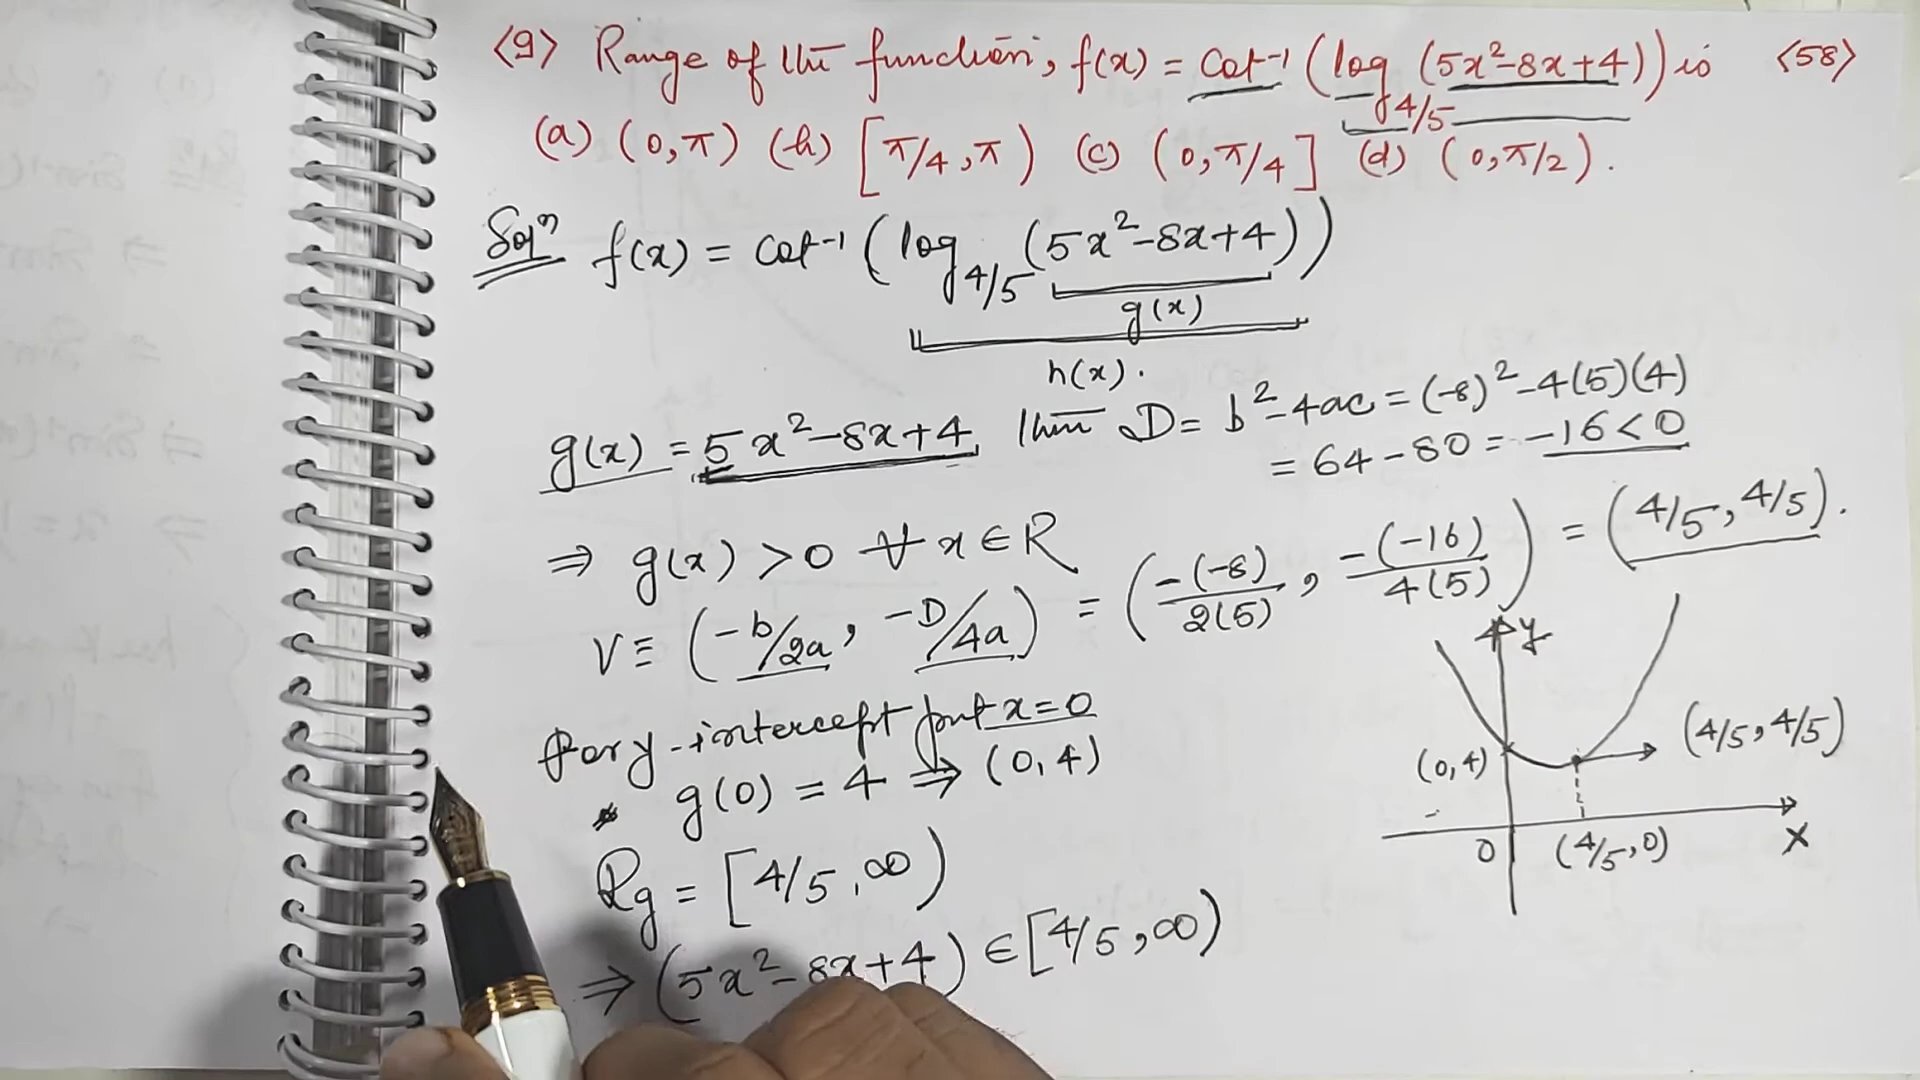 <9> Range of the function, f(x) = Cot⁻¹ (log₄/₅ (5x²-8x+4)) is <58>
(a) (0,π) (b) [π/4,π) (c) (0,π/4] (d) (0,π/2).
Solⁿ f(x) = Cot⁻¹ (log₄/₅ (5x²-8x+4))
g(x)
h(x).
g(x) = 5x²-8x+4, then D = b²-4ac = (-8)²-4(5)(4)
= 64-80 = -16<0
⇒ g(x) >0 ∀ x∈R
V≡ (-b/2a, -D/4a) = (-(-8)/2(5), -(-16)/4(5)) = (4/5, 4/5).
For y-intercept put x=0
g(0) = 4 ⇒ (0,4)
Rg = [4/5,∞)
⇒ (5x²-8x+4) ∈ [4/5,∞)
y
(0,4)
(4/5,4/5)
0
(4/5,0)
X